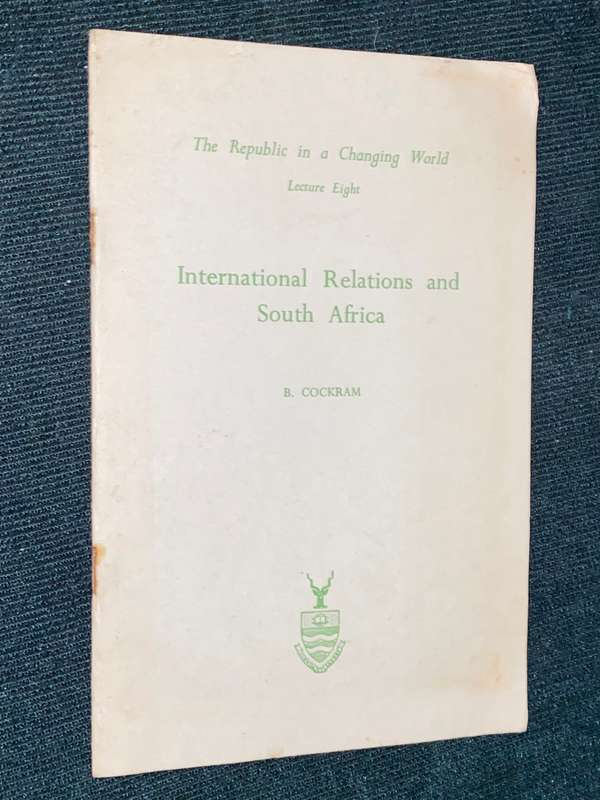 The Republic in a Changing World
Lecture Eight
International Relations and
South Africa
B. COCKRAM